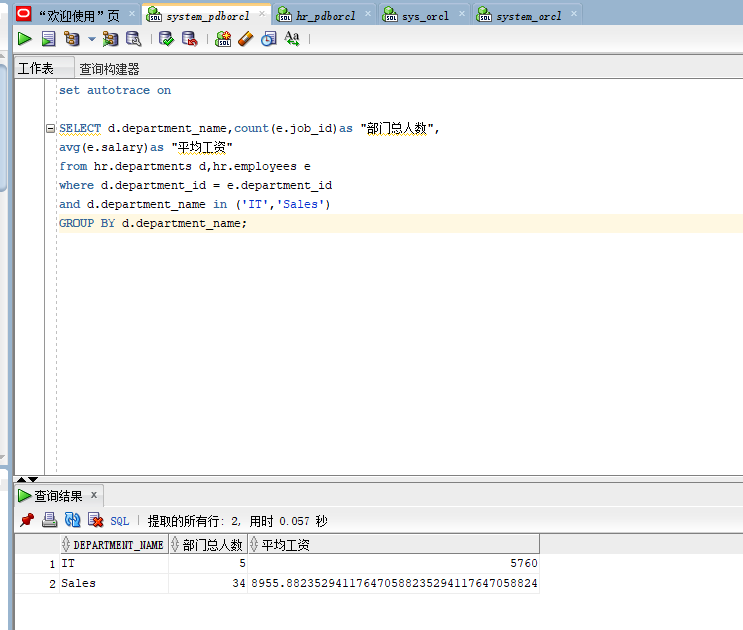 “欢迎使用”页 system_pdborcl hr_pdborcl sys_orcl system_orcl
工作表 查询构建器
set autotrace on
SELECT d.department_name,count(e.job_id)as "部门总人数",
avg(e.salary)as "平均工资"
from hr.departments d,hr.employees e
where d.department_id = e.department_id
and d.department_name in ('IT','Sales')
GROUP BY d.department_name;
查询结果 x
SQL | 提取的所有行: 2, 用时 0.057 秒
DEPARTMENT_NAME 部门总人数 平均工资
1 IT 5 5760
2 Sales 34 8955.88235294117647058823529411764705882​4